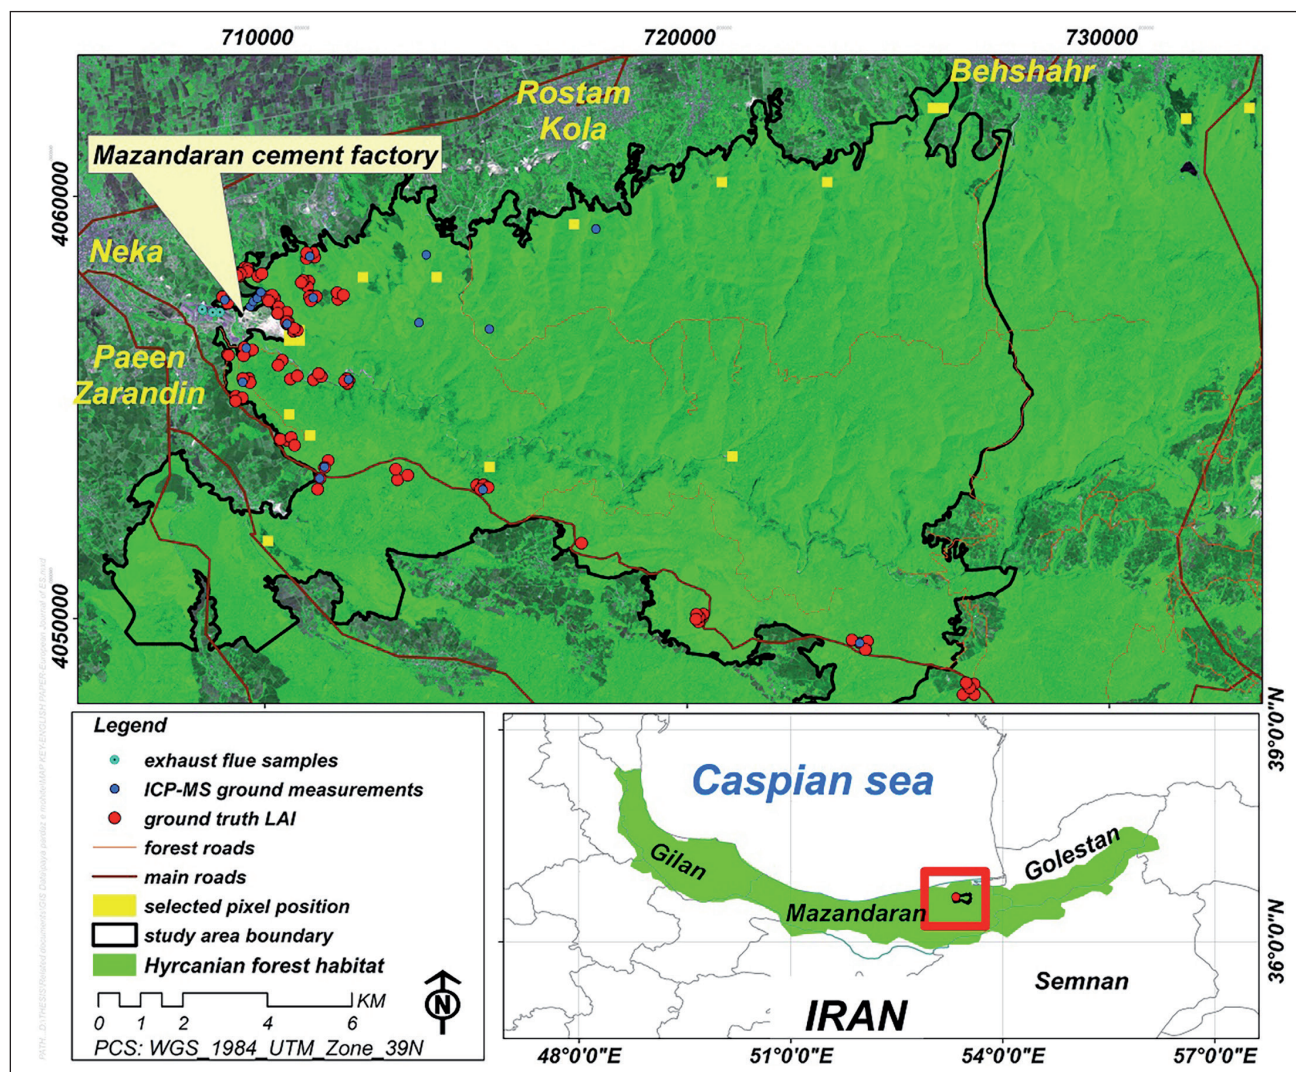 710000
720000
730000
Behshahr
Rostam
Kola
Mazandaran cement factory
4060000
Neka
Paeen
Zarandin
4050000
Legend
exhaust flue samples
ICP-MS ground measurements
ground truth LAI
forest roads
main roads
selected pixel position
study area boundary
Hyrcanian forest habitat
KM
0 1 2 4 6
N
PCS: WGS_1984_UTM_Zone_39N
Caspian sea
Gilan
Mazandaran
Golestan
Semnan
IRAN
39°0'0"N
36°0'0"N
48°0'0"E
51°0'0"E
54°0'0"E
57°0'0"E